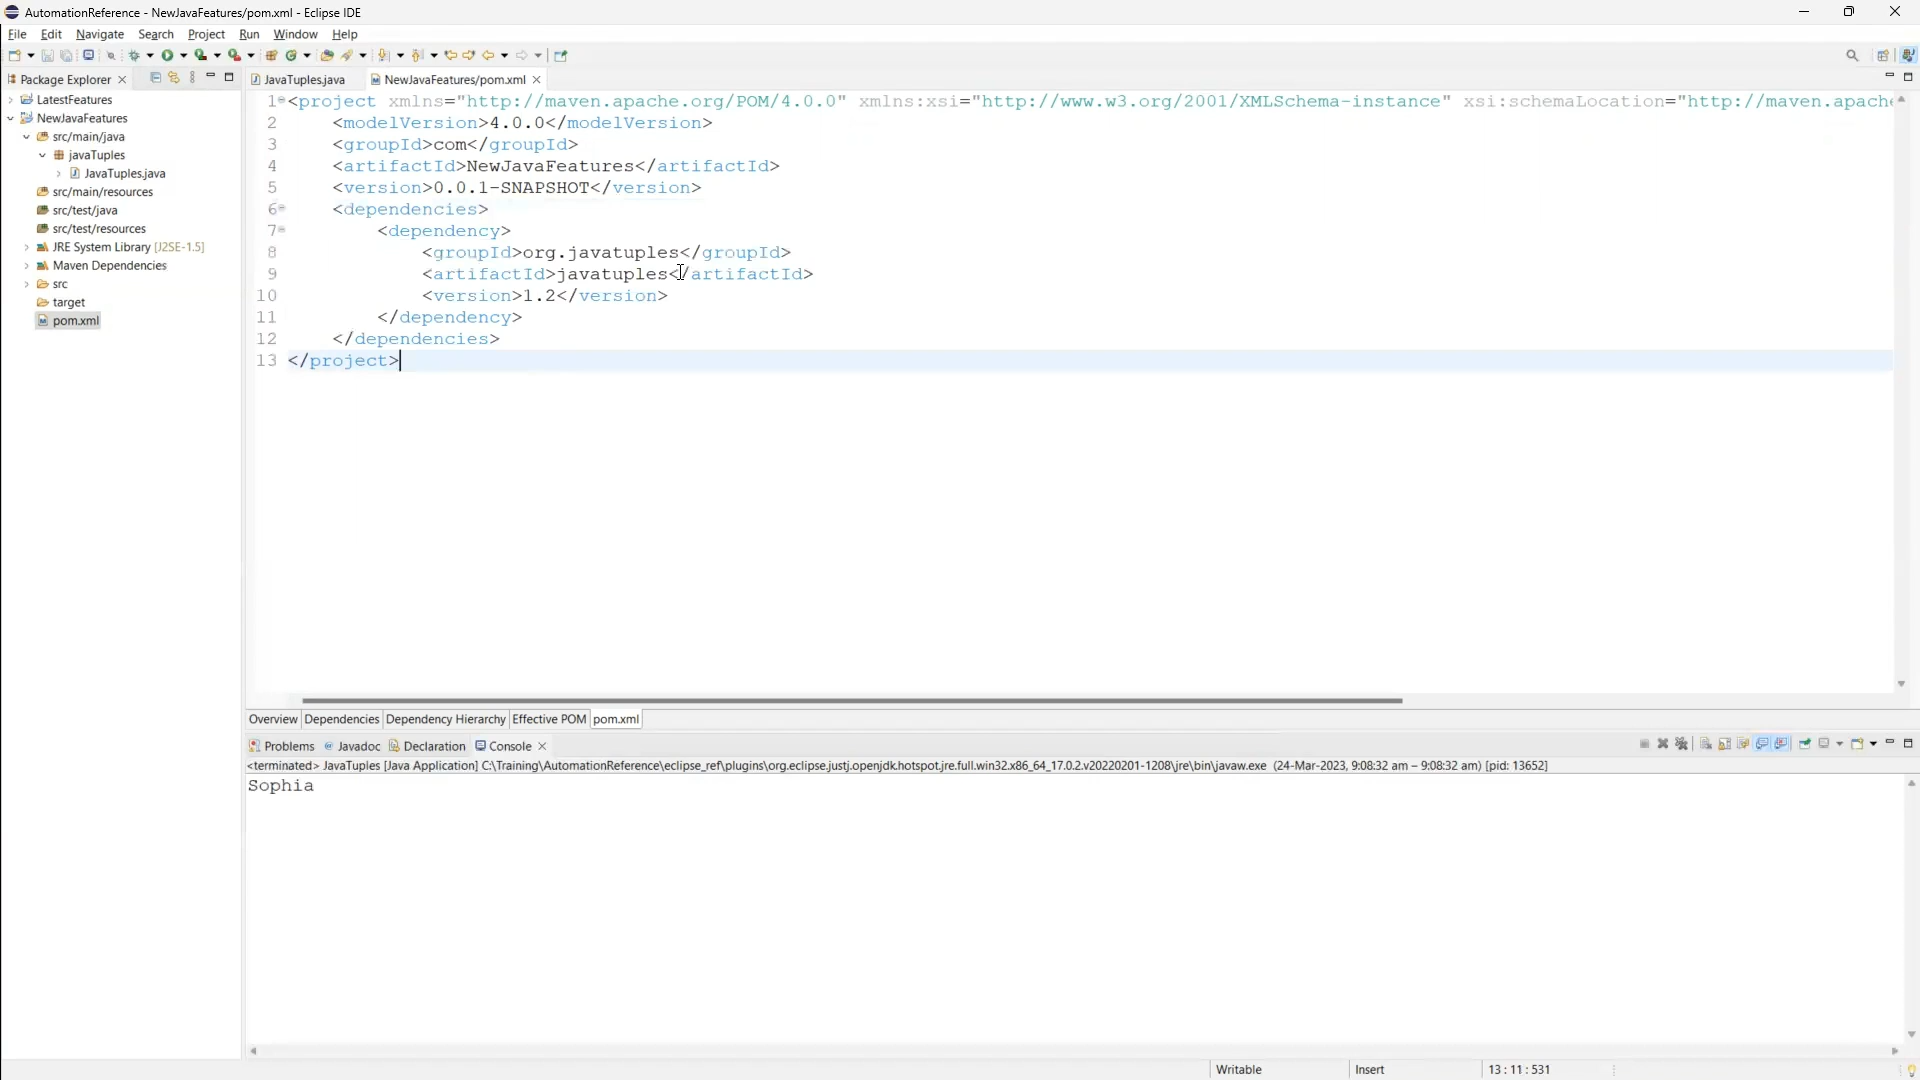 AutomationReference - NewJavaFeatures/pom.xml - Eclipse IDE
File Edit Navigate Search Project Run Window Help
Package Explorer
JavaTuples.java
NewJavaFeatures/pom.xml
LatestFeatures
NewJavaFeatures
src/main/java
javaTuples
JavaTuples.java
src/main/resources
src/test/java
src/test/resources
JRE System Library [J2SE-1.5]
Maven Dependencies
src
target
pom.xml
1 <project xmlns="http://maven.apache.org/POM/4.0.0" xmlns:xsi="http://www.w3.org/2001/XMLSchema-instance" xsi:schemaLocation="http://maven.apache
2 <modelVersion>4.0.0</modelVersion>
3 <groupId>com</groupId>
4 <artifactId>NewJavaFeatures</artifactId>
5 <version>0.0.1-SNAPSHOT</version>
6 <dependencies>
7 <dependency>
8 <groupId>org.javatuples</groupId>
9 <artifactId>javatuples</artifactId>
10 <version>1.2</version>
11 </dependency>
12 </dependencies>
13 </project>
Overview Dependencies Dependency Hierarchy Effective POM pom.xml
Problems Javadoc Declaration Console
<terminated> JavaTuples [Java Application] C:\Training\AutomationReference\eclipse_ref\plugins\org.eclipse.justj.openjdk.hotspot.jre.full.win32.x86_64_17.0.2.v20220201-1208\jre\bin\javaw.exe (24-Mar-2023, 9:08:32 am – 9:08:32 am) [pid: 13652]
Sophia
Writable Insert 13 : 11 : 531